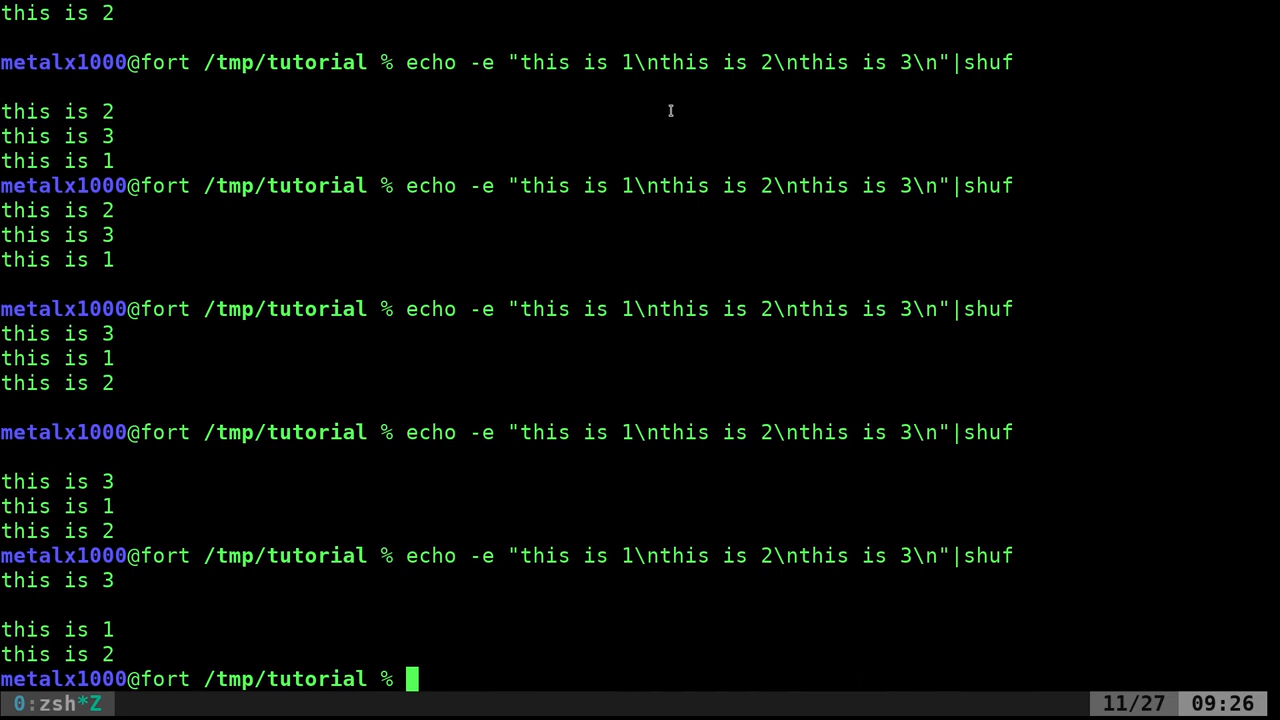 this is 2
metalx1000@fort /tmp/tutorial % echo -e "this is 1\nthis is 2\nthis is 3\n"|shuf
this is 2
this is 3
this is 1
metalx1000@fort /tmp/tutorial % echo -e "this is 1\nthis is 2\nthis is 3\n"|shuf
this is 2
this is 3
this is 1
metalx1000@fort /tmp/tutorial % echo -e "this is 1\nthis is 2\nthis is 3\n"|shuf
this is 3
this is 1
this is 2
metalx1000@fort /tmp/tutorial % echo -e "this is 1\nthis is 2\nthis is 3\n"|shuf
this is 3
this is 1
this is 2
metalx1000@fort /tmp/tutorial % echo -e "this is 1\nthis is 2\nthis is 3\n"|shuf
this is 3
this is 1
this is 2
metalx1000@fort /tmp/tutorial %
0:zsh*Z 11/27 09:26